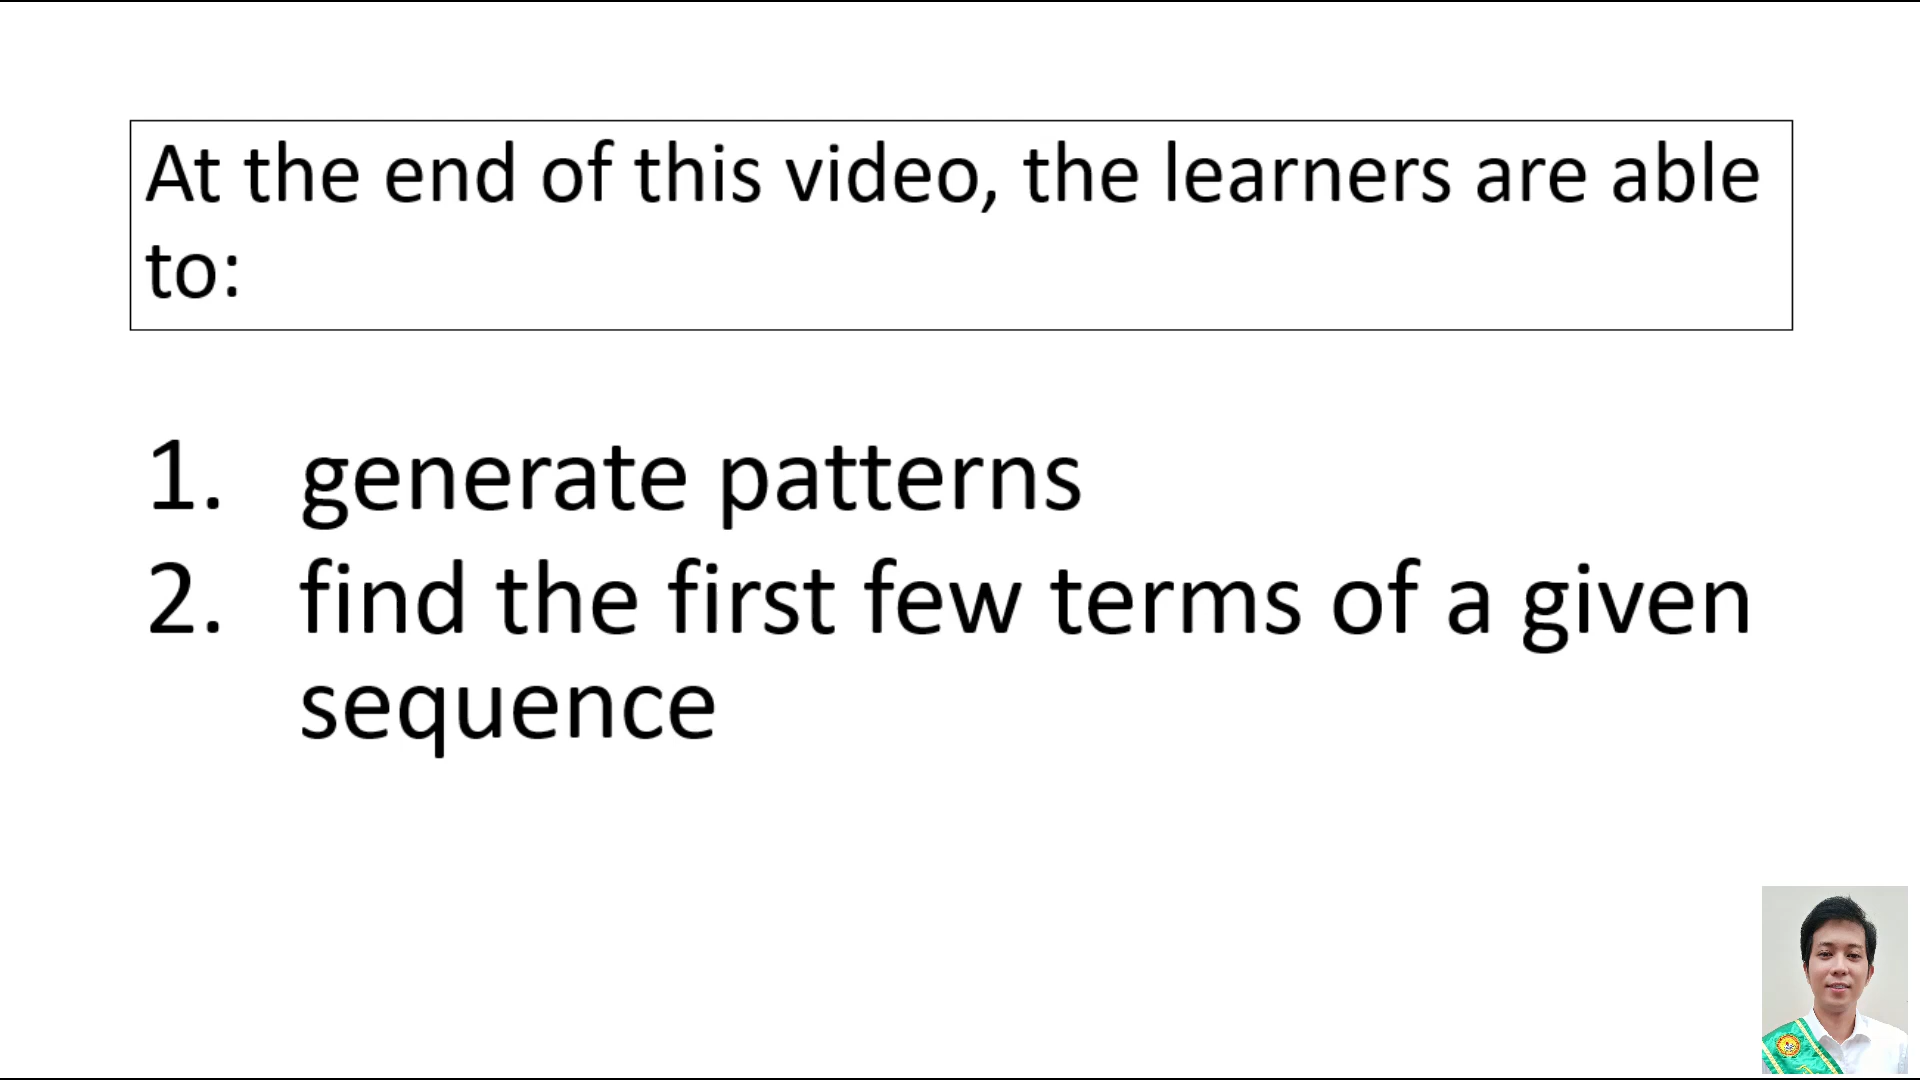 At the end of this video, the learners are able
to:
1. generate patterns
2. find the first few terms of a given
sequence